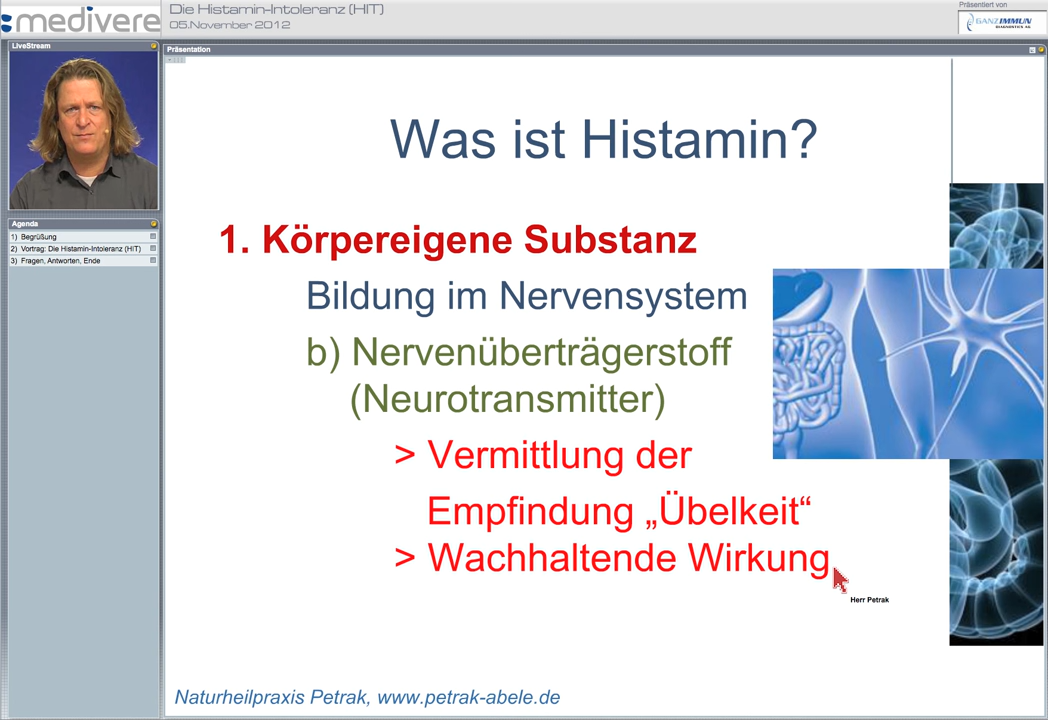 medivere
Die Histamin-Intoleranz (HIT)
05.November 2012
Präsentiert von
GANZIMMUN
DIAGNOSTICS AG
LiveStream
Agenda
1) Begrüßung
2) Vortrag: Die Histamin-Intoleranz (HIT)
3) Fragen, Antworten, Ende
Präsentation
Was ist Histamin?
1. Körpereigene Substanz
Bildung im Nervensystem
b) Nervenüberträgerstoff
(Neurotransmitter)
> Vermittlung der
Empfindung „Übelkeit“
> Wachhaltende Wirkung
Herr Petrak
Naturheilpraxis Petrak, www.petrak-abele.de